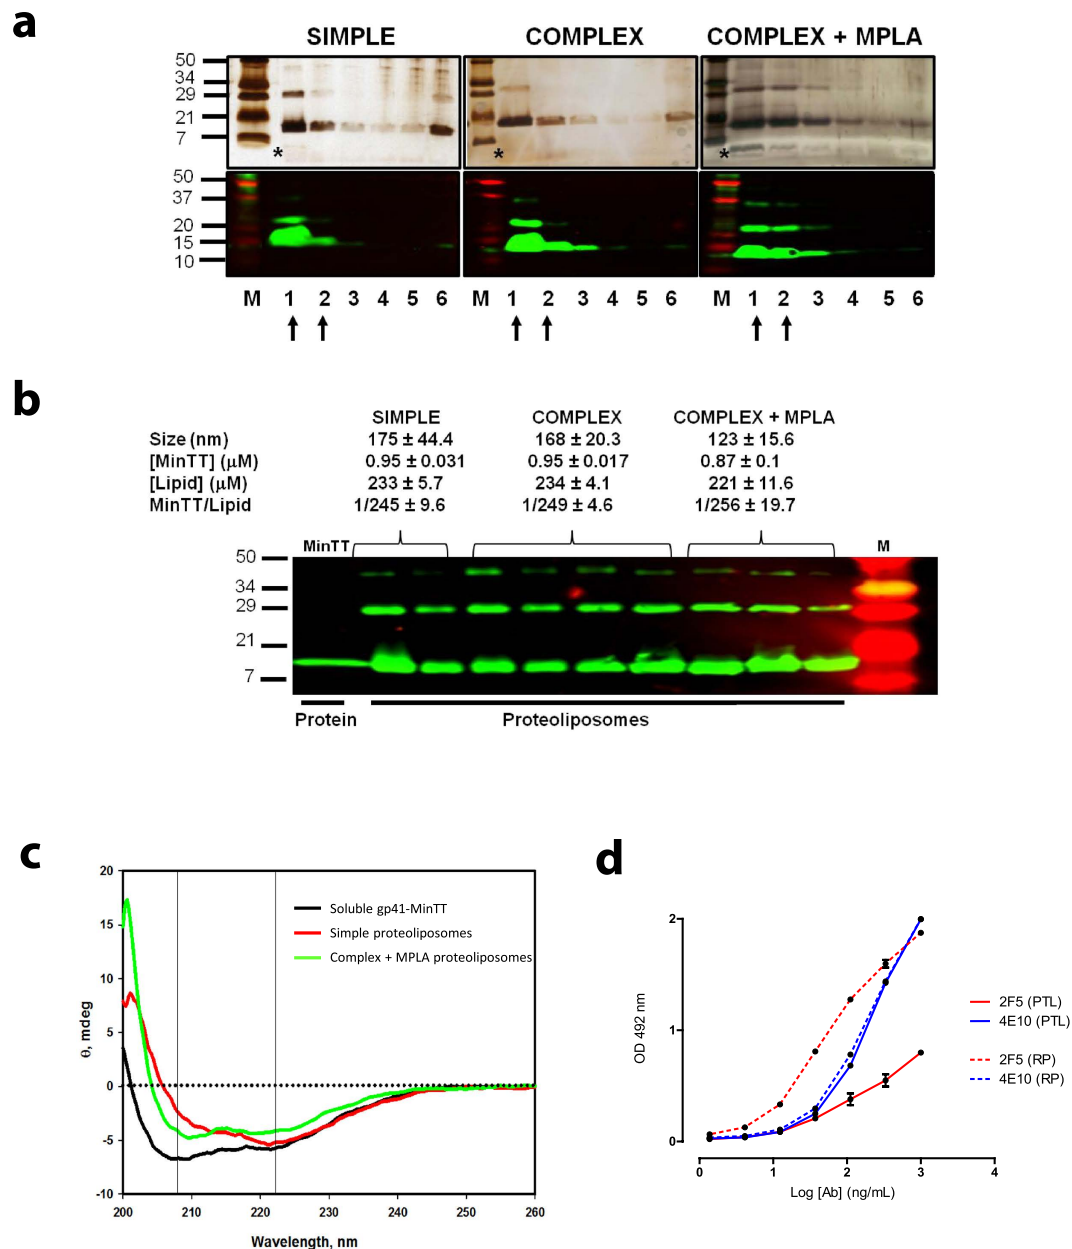 a
SIMPLE COMPLEX COMPLEX + MPLA
50
34
29
21
7
* * *
50
37
20
15
10
M 1 2 3 4 5 6 M 1 2 3 4 5 6 M 1 2 3 4 5 6
b
SIMPLE COMPLEX COMPLEX + MPLA
Size (nm) 175 ± 44.4 168 ± 20.3 123 ± 15.6
[MinTT] (μM) 0.95 ± 0.031 0.95 ± 0.017 0.87 ± 0.1
[Lipid] (μM) 233 ± 5.7 234 ± 4.1 221 ± 11.6
MinTT/Lipid 1/245 ± 9.6 1/249 ± 4.6 1/256 ± 19.7
MinTT M
50
34
29
21
7
Protein Proteoliposomes
c
20
15
10
5
0
-5
-10
θ, mdeg
Soluble gp41-MinTT
Simple proteoliposomes
Complex + MPLA proteoliposomes
200 210 220 230 240 250 260
Wavelength, nm
d
2
1
0
OD 492 nm
2F5 (PTL)
4E10 (PTL)
2F5 (RP)
4E10 (RP)
0 1 2 3 4
Log [Ab] (ng/mL)